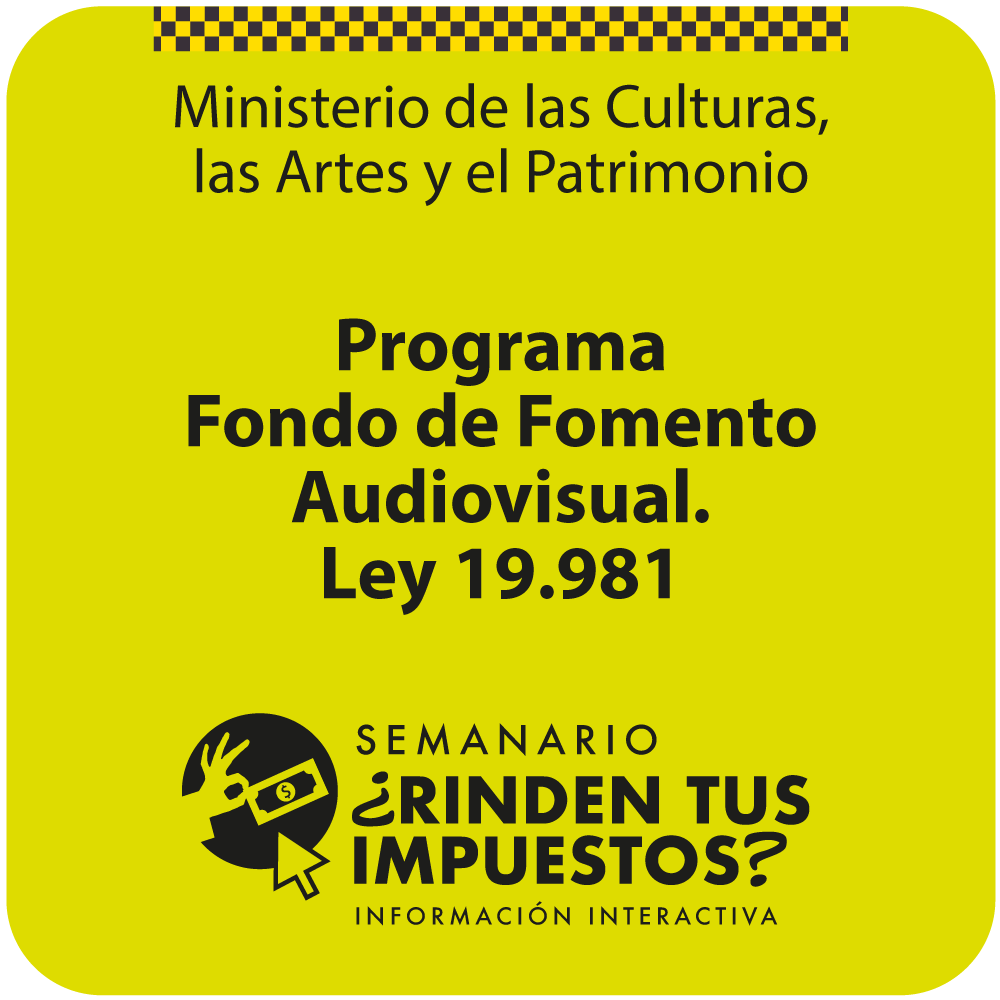 Ministerio de las Culturas,
las Artes y el Patrimonio
Programa
Fondo de Fomento
Audiovisual.
Ley 19.981
SEMANARIO
¿RINDEN TUS
IMPUESTOS?
INFORMACIÓN INTERACTIVA
$